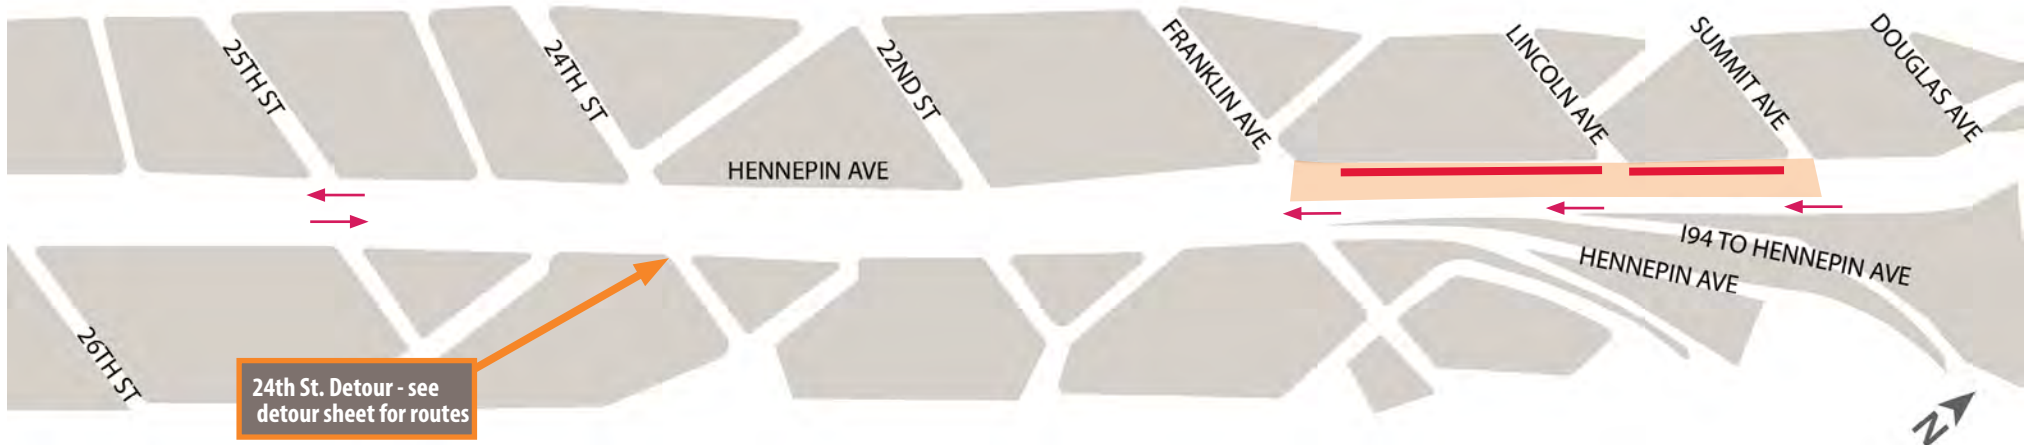 25TH ST
24TH ST
22ND ST
FRANKLIN AVE
LINCOLN AVE
SUMMIT AVE
DOUGLAS AVE
HENNEPIN AVE
I94 TO HENNEPIN AVE
HENNEPIN AVE
26TH ST
24th St. Detour - see
detour sheet for routes
N